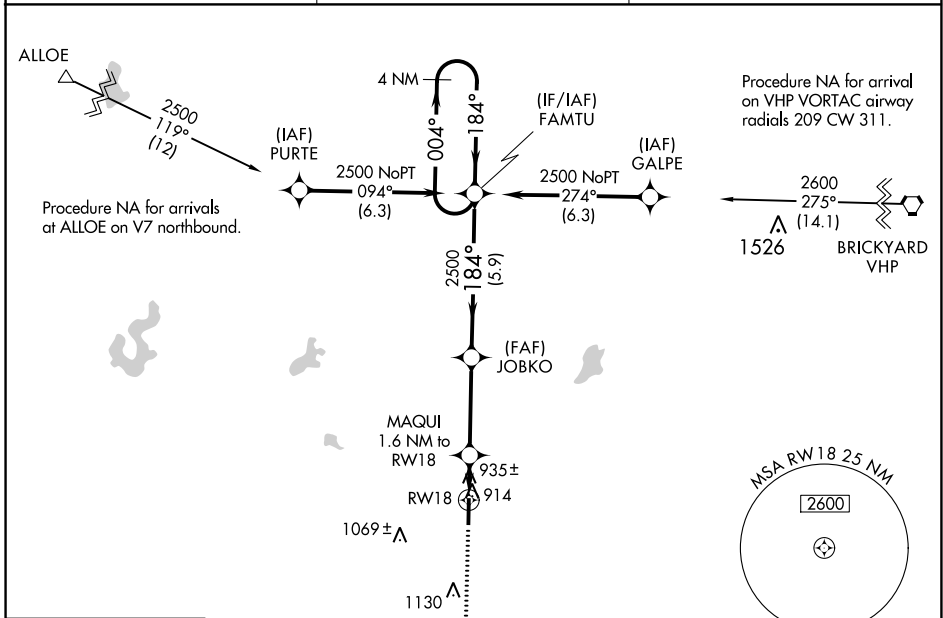 ALLOE
2500
119°
(12)
(IAF)
PURTE
2500 NoPT
094°
(6.3)
4 NM
004°
184°
(IF/IAF)
FAMTU
(IAF)
GALPE
2500 NoPT
274°
(6.3)
Procedure NA for arrival
on VHP VORTAC airway
radials 209 CW 311.
2600
275°
(14.1)
1526
BRICKYARD
VHP
Procedure NA for arrivals
at ALLOE on V7 northbound.
2500
184°
(5.9)
(FAF)
JOBKO
MAQUI
1.6 NM to
RW18
935±
RW18
914
1069±
1130
MSA RW18 25 NM
2600